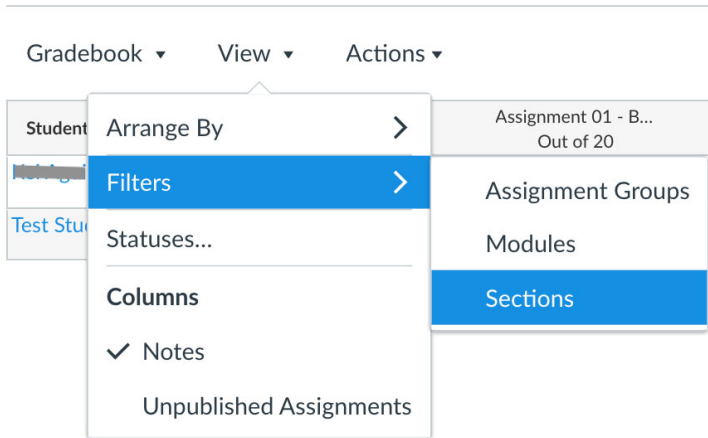 Gradebook View Actions
Student
Assignment 01 - B...
Out of 20
Test Stu
Arrange By
Filters
Statuses...
Columns
Notes
Unpublished Assignments
Assignment Groups
Modules
Sections